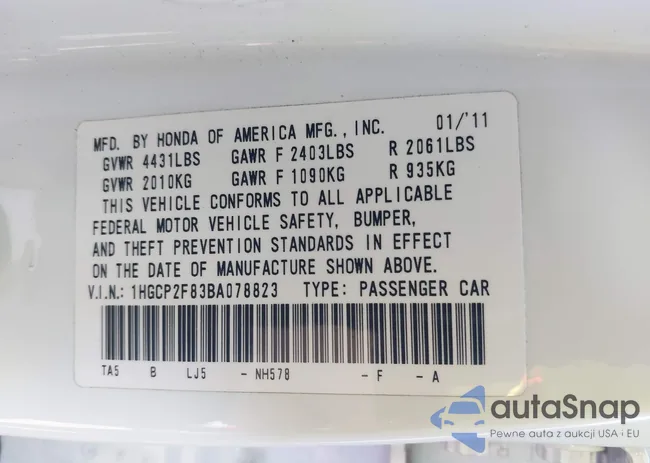 MFD. BY HONDA OF AMERICA MFG., INC. 01/'11
GVWR 4431LBS GAWR F 2403LBS R 2061LBS
GVWR 2010KG GAWR F 1090KG R 935KG
THIS VEHICLE CONFORMS TO ALL APPLICABLE
FEDERAL MOTOR VEHICLE SAFETY, BUMPER,
AND THEFT PREVENTION STANDARDS IN EFFECT
ON THE DATE OF MANUFACTURE SHOWN ABOVE.
V.I.N.: 1HGCP2F83BA078823 TYPE: PASSENGER CAR
TA5 B LJ5 - NH578 - F - A
autaSnap
Pewne auta z aukcji USA i EU